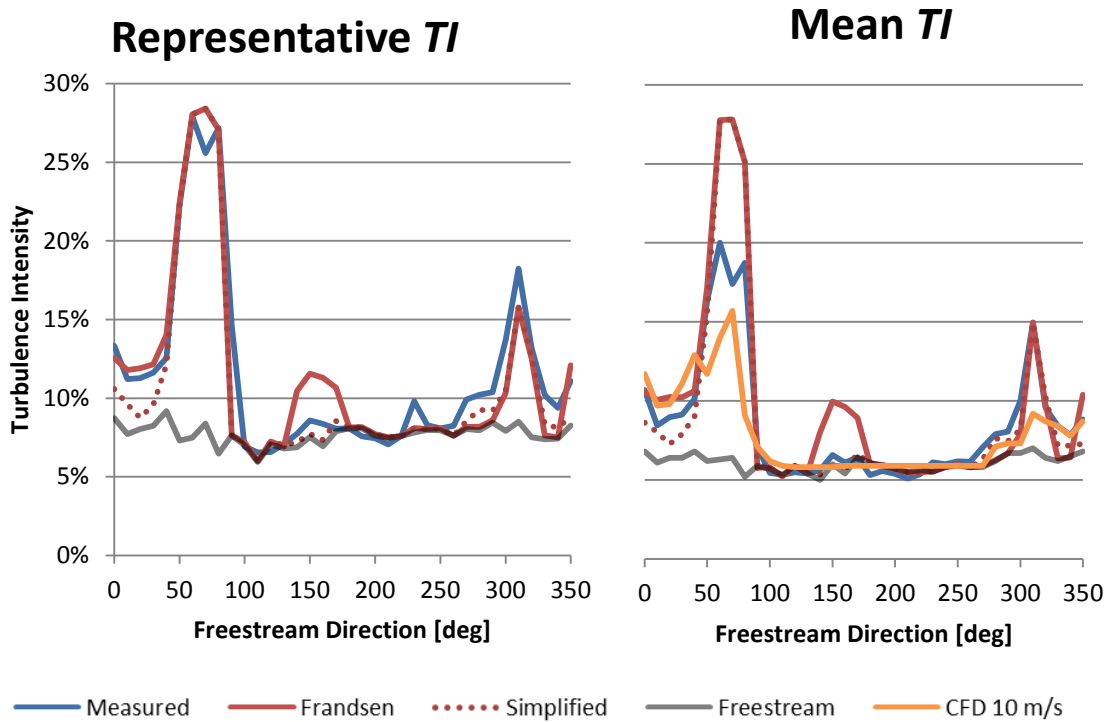 Representative TI
Mean TI
Turbulence Intensity
30%
25%
20%
15%
10%
5%
0%
0 50 100 150 200 250 300 350
0 50 100 150 200 250 300 350
Freestream Direction [deg]
Freestream Direction [deg]
Measured Frandsen Simplified Freestream CFD 10 m/s